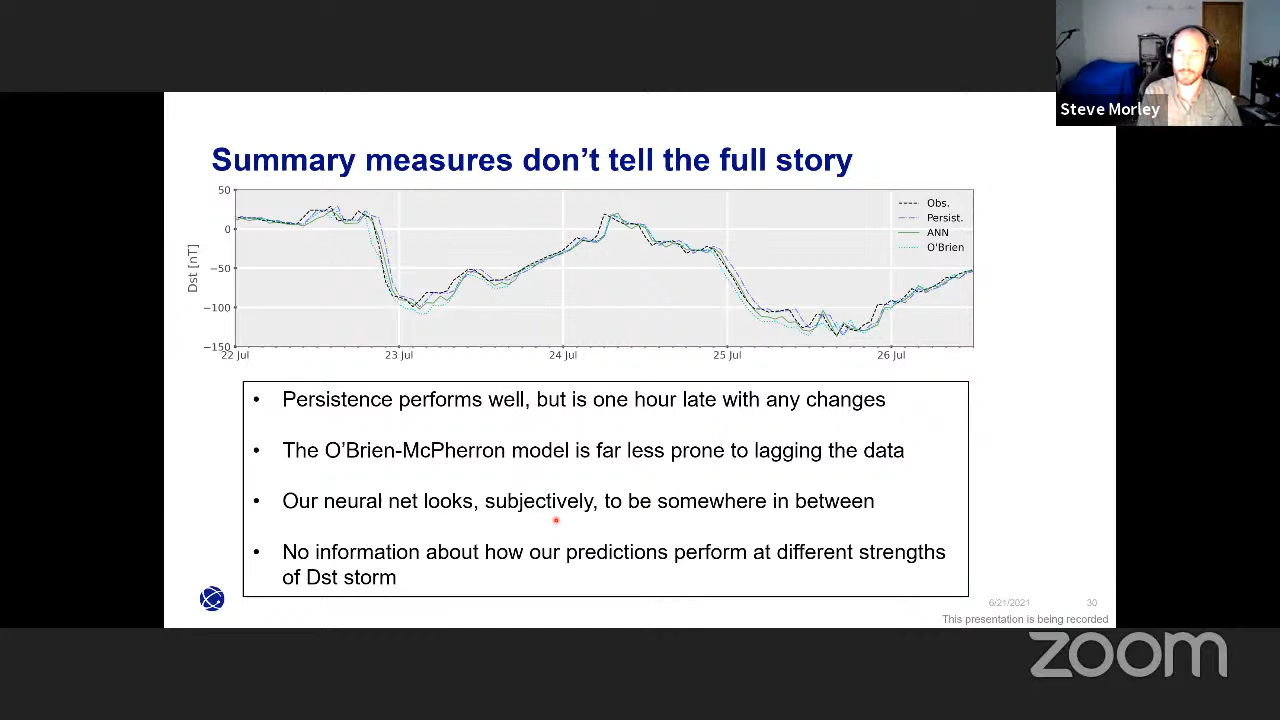 Steve Morley
Summary measures don't tell the full story
50
0
−50
−100
−150
Dst [nT]
Obs.
Persist.
ANN
O'Brien
22 Jul
23 Jul
24 Jul
25 Jul
26 Jul
• Persistence performs well, but is one hour late with any changes
• The O'Brien-McPherron model is far less prone to lagging the data
• Our neural net looks, subjectively, to be somewhere in between
• No information about how our predictions perform at different strengths
of Dst storm
6/21/2021
30
This presentation is being recorded
zoom